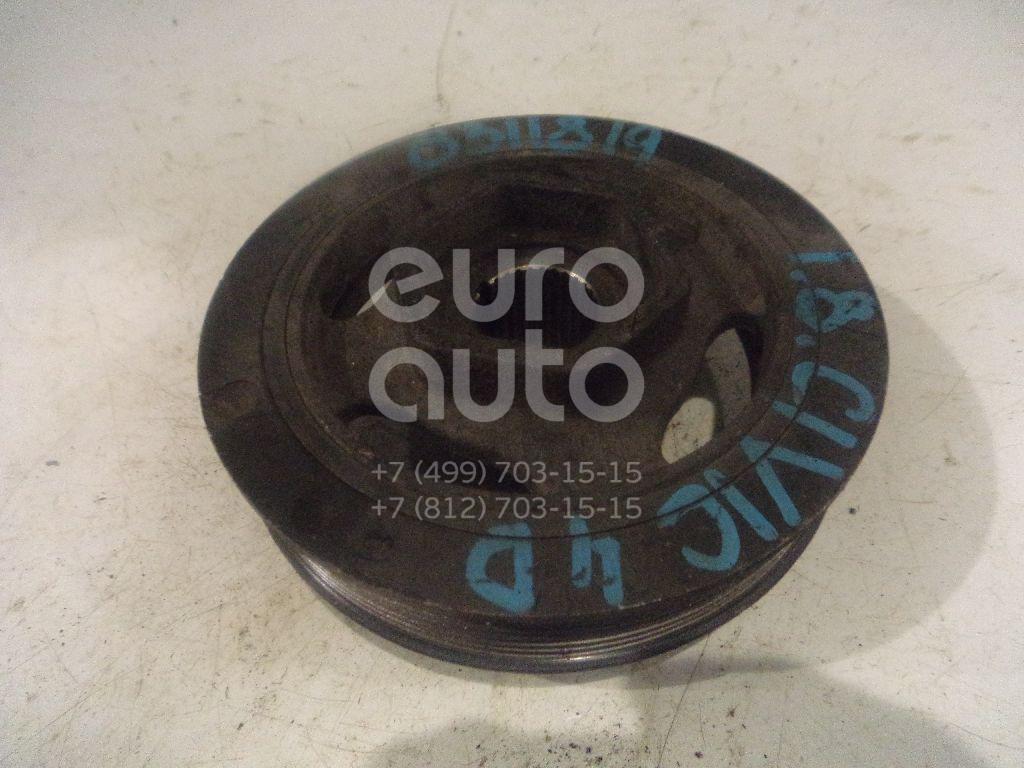 0511819
1.8. CIVIC
4D
euro
auto
+7 (499) 703-15-15
+7 (812) 703-15-15